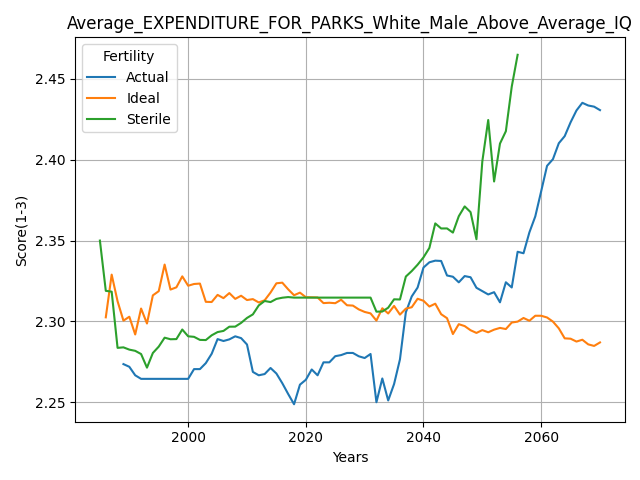 Average_EXPENDITURE_FOR_PARKS_White_Male_Above_Average_IQ
Fertility
Actual
Ideal
Sterile
2.45
2.40
2.35
2.30
2.25
Score(1-3)
2000
2020
2040
2060
Years